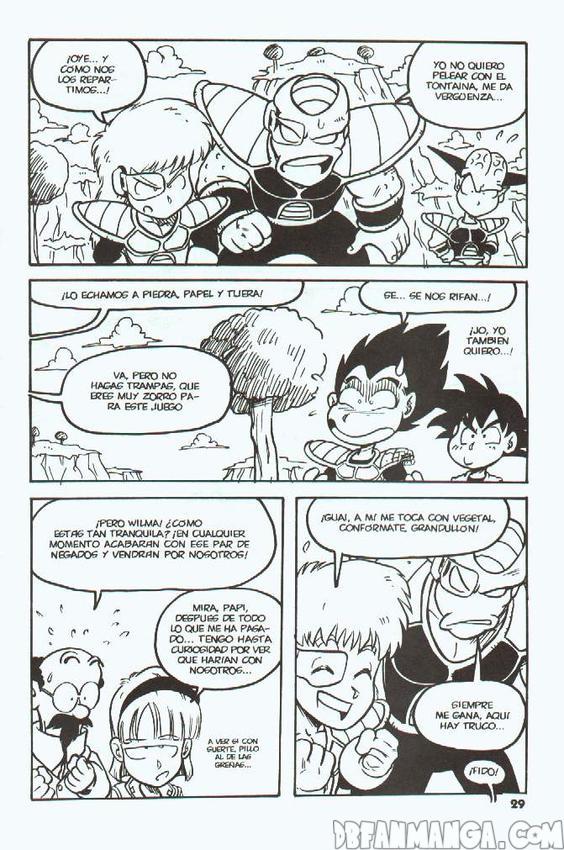 ¡OYE... Y
CÓMO NOS
LOS REPAR-
TIMOS...!
YO NO QUIERO
PELEAR CON EL
TONTAINA, ME DA
VERGÜENZA...
¡LO ECHAMOS A PIEDRA, PAPEL Y TIJERA!
VA, PERO NO
HAGAS TRAMPAS, QUE
ERES MUY ZORRO PA-
RA ESTE JUEGO
SE... SE NOS RIFAN...!
¡JO, YO
TAMBIEN
QUIERO...!
¡PERO WILMA! ¿COMO
ESTAS TAN TRANQUILA? ¡EN CUALQUIER
MOMENTO ACABARAN CON ESE PAR DE
NEGADOS Y VENDRAN POR NOSOTROS!
MIRA, PAPI,
DESPUES DE TODO
LO QUE ME HA PASA-
DO... TENGO HASTA
CURIOSIDAD POR VER
QUE HARIAN CON
NOSOTROS...
A VER SI CON
SUERTE, PILLO
AL DE LAS
GREÑAS...
¡GUAI, A MÍ ME TOCA CON VEGETAL,
CONFORMATE, GRANDULLON!
SIEMPRE
ME GANA, AQUI
HAY TRUCO...
¡FIDO!
29
DBFANMANGA.COM